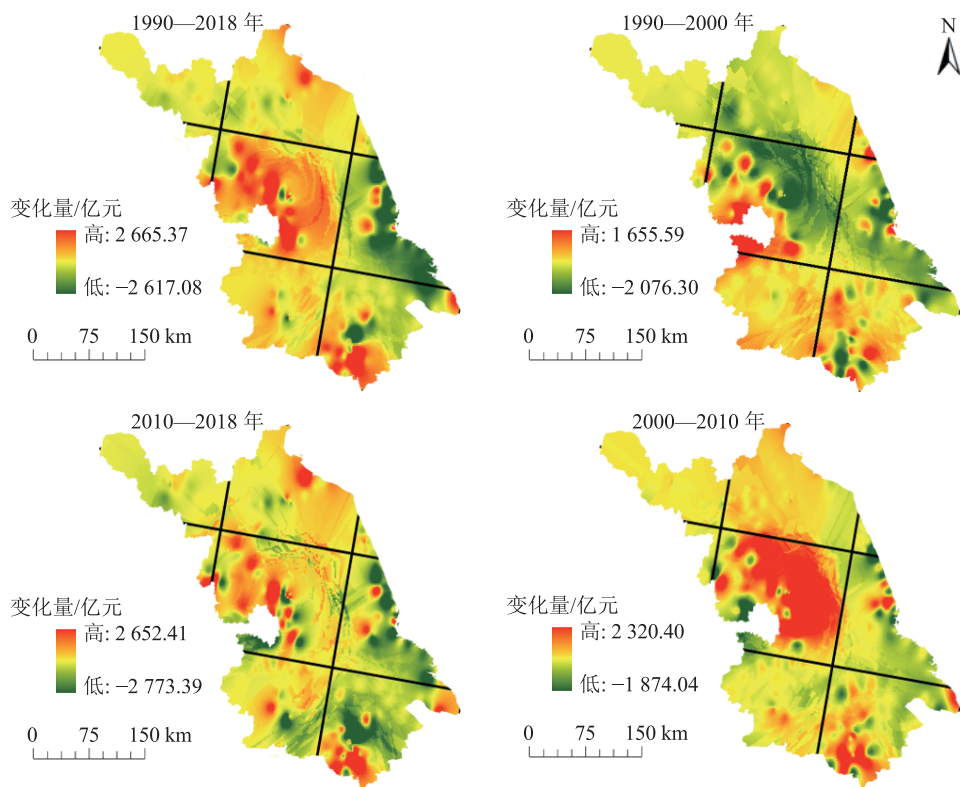 1990—2018 年
变化量/亿元
高: 2 665.37
低: −2 617.08
0 75 150 km
1990—2000 年
N
变化量/亿元
高: 1 655.59
低: −2 076.30
0 75 150 km
2010—2018 年
变化量/亿元
高: 2 652.41
低: −2 773.39
0 75 150 km
2000—2010 年
变化量/亿元
高: 2 320.40
低: −1 874.04
0 75 150 km